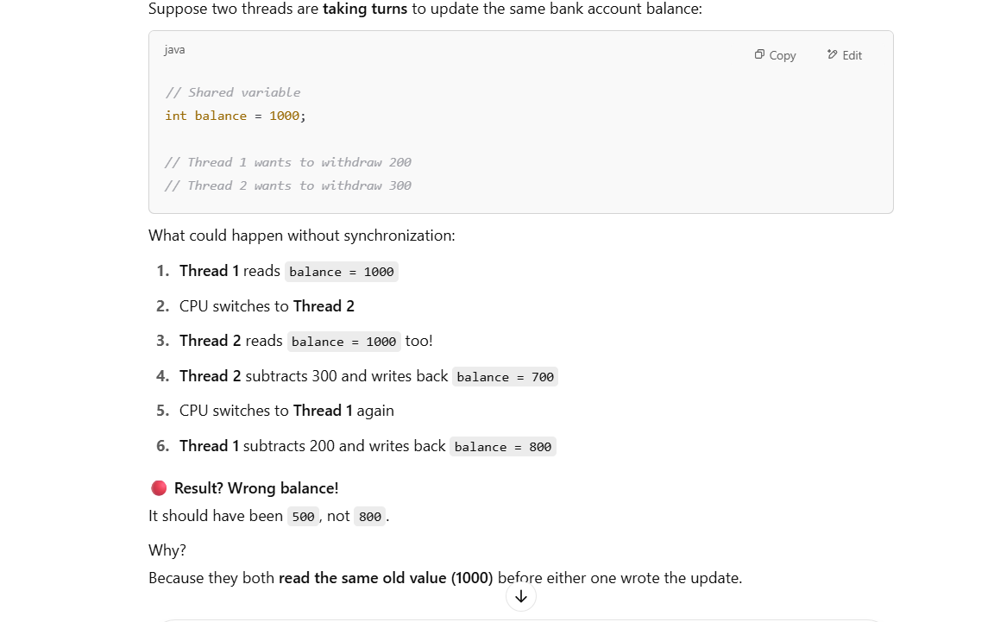 Suppose two threads are taking turns to update the same bank account balance:
java
Copy
Edit
// Shared variable
int balance = 1000;
// Thread 1 wants to withdraw 200
// Thread 2 wants to withdraw 300
What could happen without synchronization:
1. Thread 1 reads balance = 1000
2. CPU switches to Thread 2
3. Thread 2 reads balance = 1000 too!
4. Thread 2 subtracts 300 and writes back balance = 700
5. CPU switches to Thread 1 again
6. Thread 1 subtracts 200 and writes back balance = 800
Result? Wrong balance!
It should have been 500, not 800.
Why?
Because they both read the same old value (1000) before either one wrote the update.